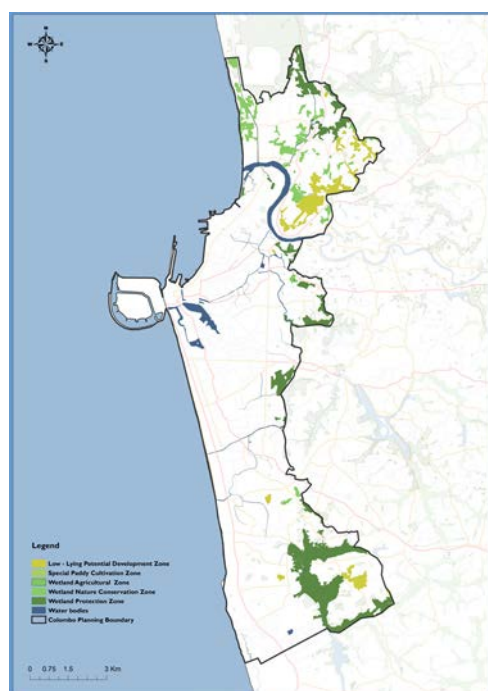 N
W
E
S
Legend
Low - Lying Potential Development Zone
Special Paddy Cultivation Zone
Wetland Agricultural Zone
Wetland Nature Conservation Zone
Wetland Protection Zone
Water bodies
Colombo Planning Boundary
0 0.75 1.5 3 Km